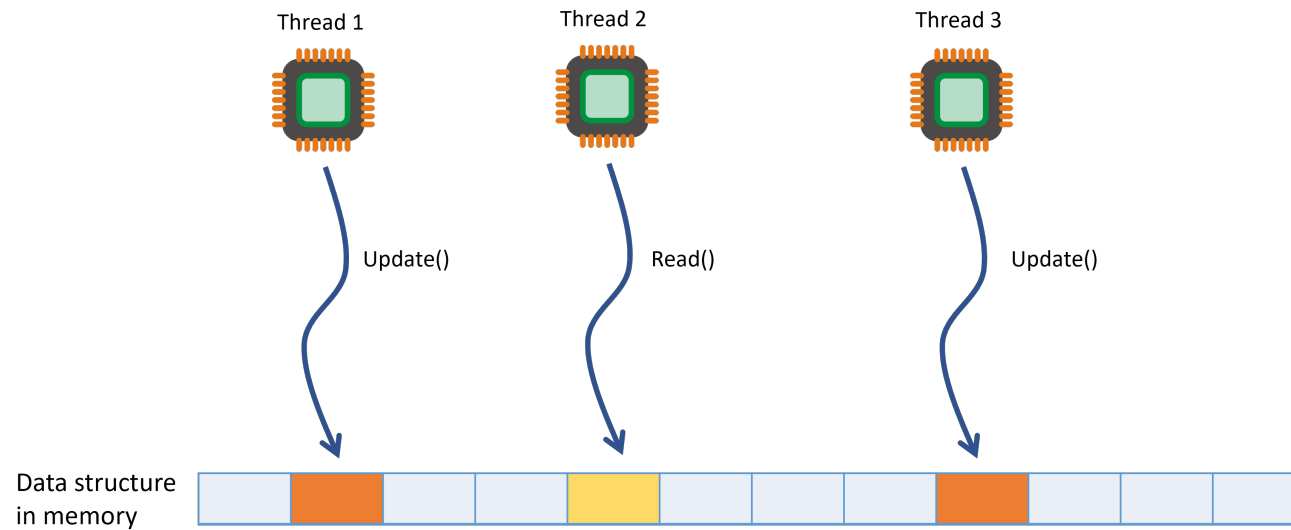 Thread 1
Thread 2
Thread 3
Update()
Read()
Update()
Data structure
in memory